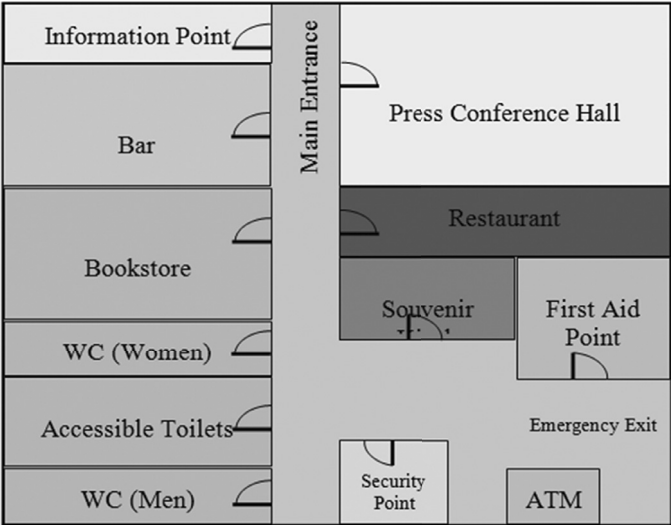 Information Point
Main Entrance
Press Conference Hall
Bar
Restaurant
Bookstore
Souvenir
First Aid
Point
WC (Women)
Accessible Toilets
Emergency Exit
Security
Point
WC (Men)
ATM